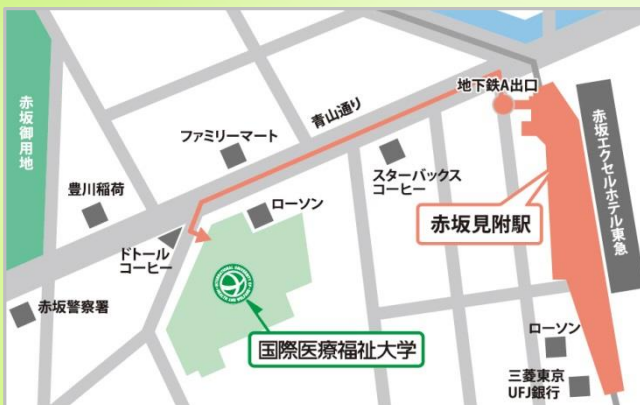 地下鉄A出口
赤坂御用地
青山通り
ファミリーマート
赤坂エクセルホテル東急
豊川稲荷
スターバックス
コーヒー
ローソン
赤坂見附駅
ドトール
コーヒー
赤坂警察署
国際医療福祉大学
ローソン
三菱東京
UFJ銀行